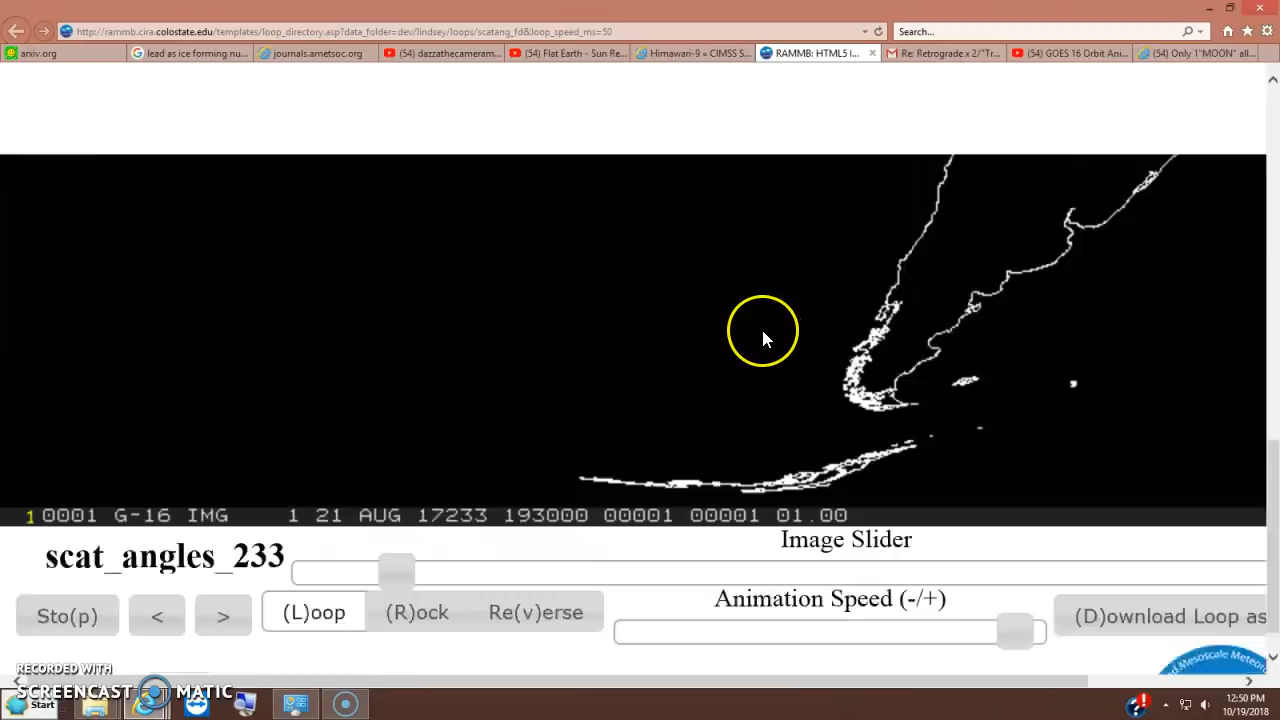 http://rammb.cira.colostate.edu/templates/loop_directory.asp?data_folder=dev/lindsey/loops/scatang_fd&loop_speed_ms=50
Search...
arxiv.org
lead as ice forming nu...
journals.ametsoc.org
(54) dazzathecameram...
(54) Flat Earth - Sun Re...
Himawari-9 « CIMSS S...
RAMMB: HTML5 l...
Re: Retrograde x 2/"Tr...
(54) GOES 16 Orbit Ani...
(54) Only 1"MOON" all...
1 0001 G-16 IMG 1 21 AUG 17233 193000 00001 00001 01.00
scat_angles_233
Image Slider
Sto(p)
<
>
(L)oop
(R)ock
Re(v)erse
Animation Speed (-/+)
(D)ownload Loop as
d Mesoscale Meteor
RECORDED WITH
SCREENCAST MATIC
Start
12:50 PM
10/19/2018